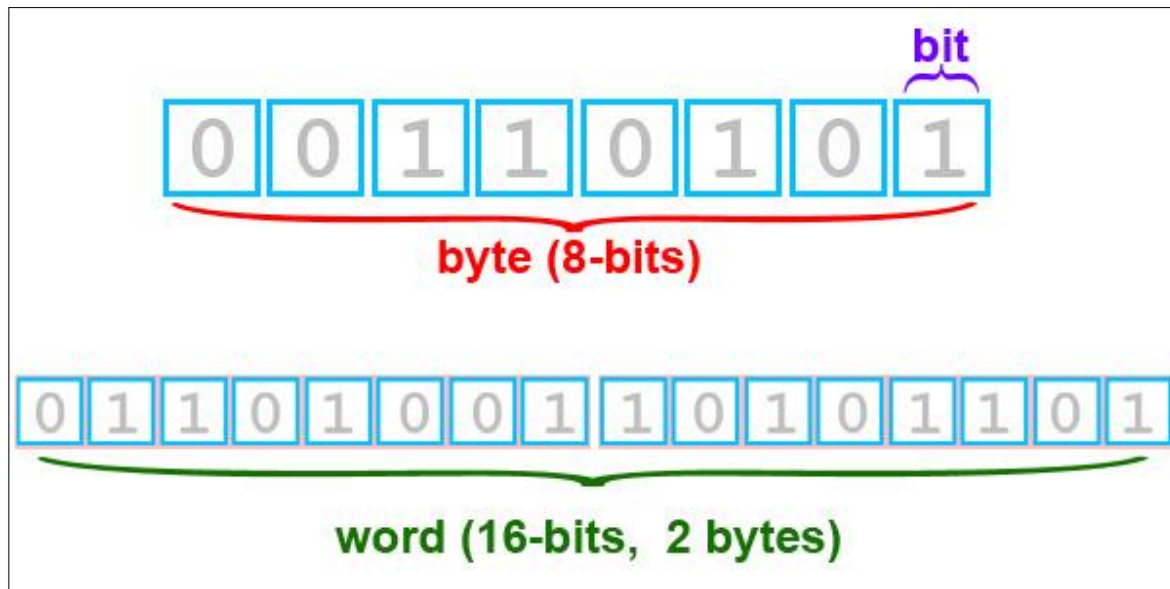 bit
0 0 1 1 0 1 0 1
byte (8-bits)
0 1 1 0 1 0 0 1 1 0 1 0 1 1 0 1
word (16-bits, 2 bytes)